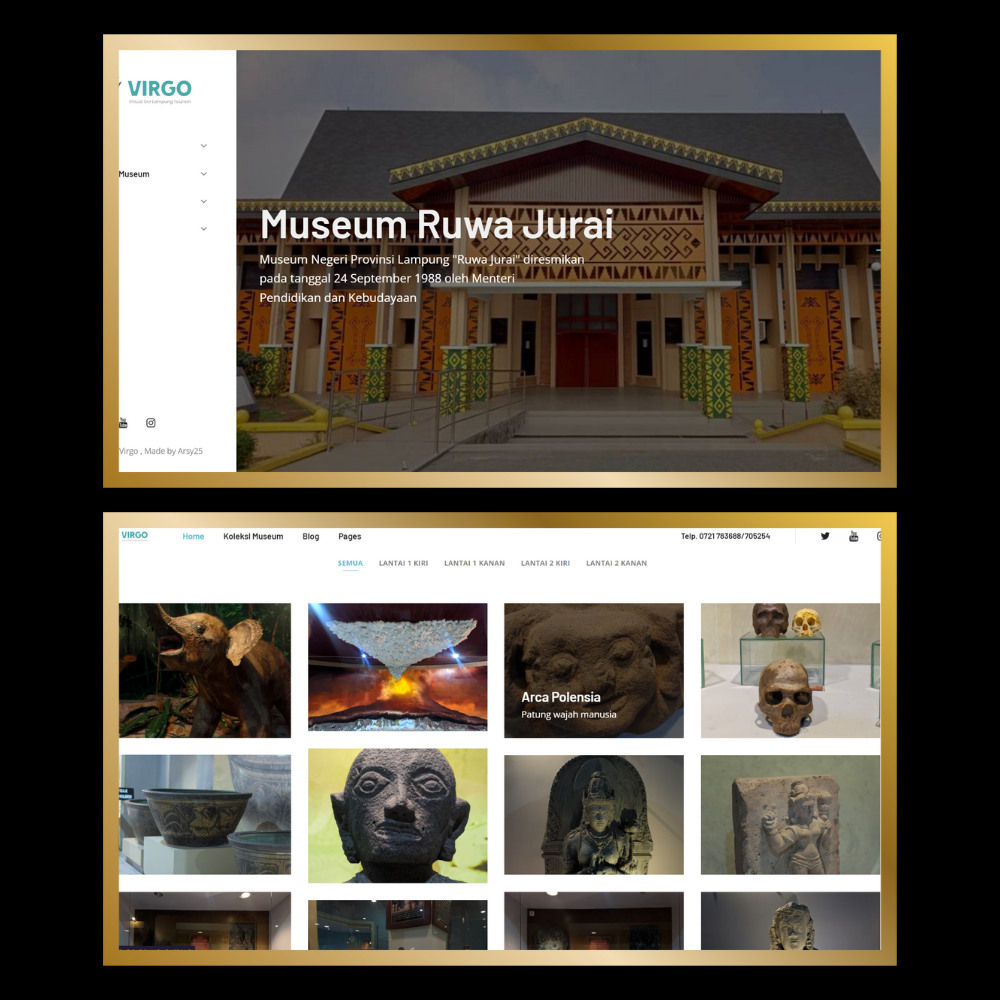 VIRGO
Virtual 3rd Lampung Tourism
Museum
Museum Ruwa Jurai
Museum Negeri Provinsi Lampung "Ruwa Jurai" diresmikan
pada tanggal 24 September 1988 oleh Menteri
Pendidikan dan Kebudayaan
Virgo , Made by Arsy25
VIRGO
Home Koleksi Museum Blog Pages Telp. 0721 783688/705254
SEMUA LANTAI 1 KIRI LANTAI 1 KANAN LANTAI 2 KIRI LANTAI 2 KANAN
Arca Polensia
Patung wajah manusia